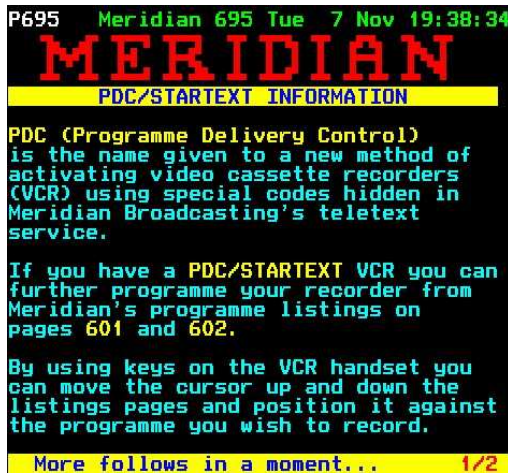 P695 Meridian 695 Tue 7 Nov 19:38:34
MERIDIAN
PDC/STARTEXT INFORMATION
PDC (Programme Delivery Control)
is the name given to a new method of
activating video cassette recorders
(VCR) using special codes hidden in
Meridian Broadcasting's teletext
service.
If you have a PDC/STARTEXT VCR you can
further programme your recorder from
Meridian's programme listings on
pages 601 and 602.
By using keys on the VCR handset you
can move the cursor up and down the
listings pages and position it against
the programme you wish to record.
More follows in a moment... 1/2